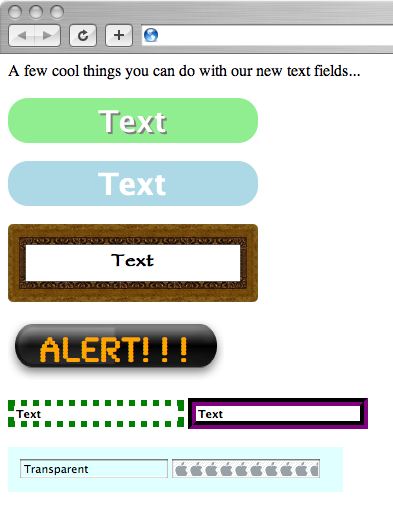 A few cool things you can do with our new text fields...
Text
Text
Text
ALERT!!!
Text Text
Transparent